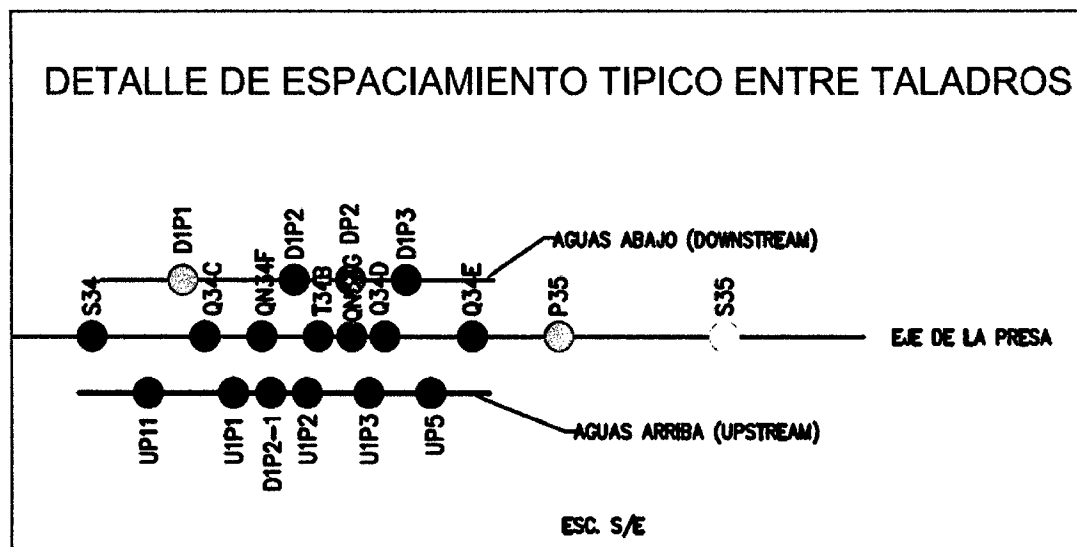 DETALLE DE ESPACIAMIENTO TIPICO ENTRE TALADROS
D1P1
D1P2
DP2
D1P3
AGUAS ABAJO (DOWNSTREAM)
S34
Q34C
QN34F
T34B
Q34D
Q34E
P35
S35
EJE DE LA PRESA
UP11
U1P1
D1P2-1
U1P2
U1P3
UP5
AGUAS ARRIBA (UPSTREAM)
ESC. S/E